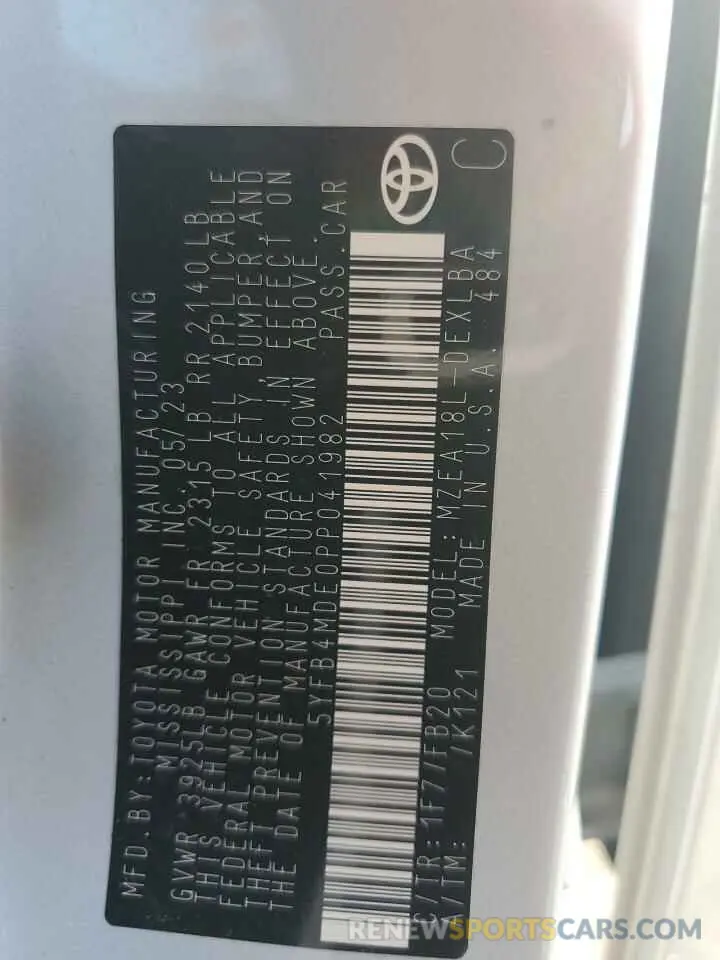 MFD.BY:TOYOTA MOTOR MANUFACTURING
MISSISSIPPI INC. 05/23
GVWR 3925LB GAWR FR 2315 LB RR 2140LB
THIS VEHICLE CONFORMS TO ALL APPLICABLE
FEDERAL MOTOR VEHICLE SAFETY, BUMPER, AND
THEFT PREVENTION STANDARDS IN EFFECT ON
THE DATE OF MANUFACTURE SHOWN ABOVE.
5YFB4MDE0PP041982 PASS.CAR
C/TR: 1F7/FB20 MODEL:MZEA18L-DEXLBA
A/TM: /K121 MADE IN U.S.A. 484
C
RENEWSPORTSCARS.COM